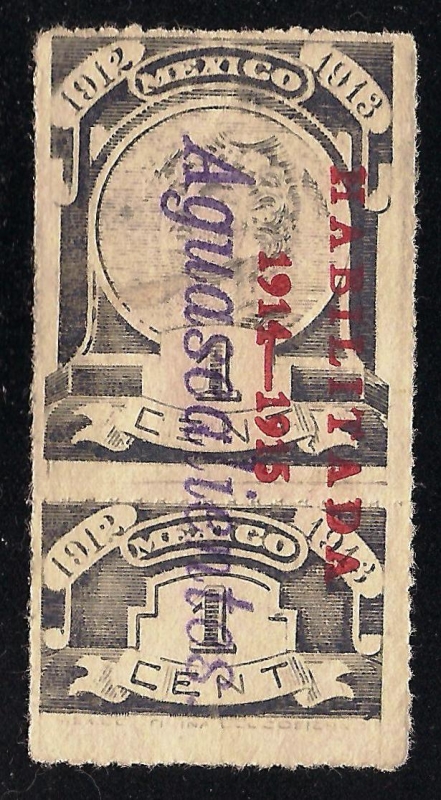 1912 MEXICO 1913
1
CENT
HABILITADA
1914—1915
Aguascalientes.
1912 MEXICO 1913
1
CENT